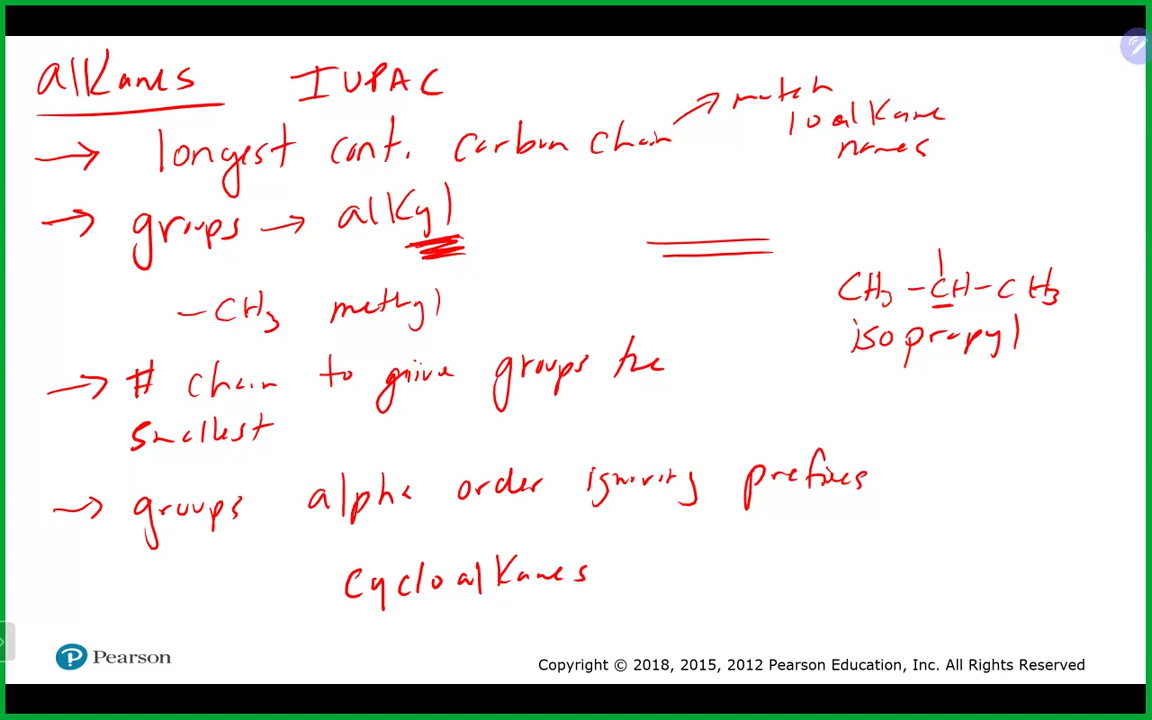 alkanes IUPAC
→ longest cont. carbon chain → match
10 alkane
names
→ groups → alkyl
CH3 - CH - CH3
isopropyl
- CH3 methyl
→ # chain to give groups the
smallest
→ groups alpha order ignoring prefixes
cycloalkanes
Pearson
Copyright © 2018, 2015, 2012 Pearson Education, Inc. All Rights Reserved